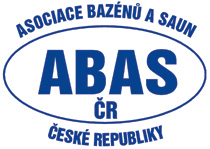 ASOCIACE BAZÉNŮ A SAUN
ABAS
ČR
ČESKÉ REPUBLIKY